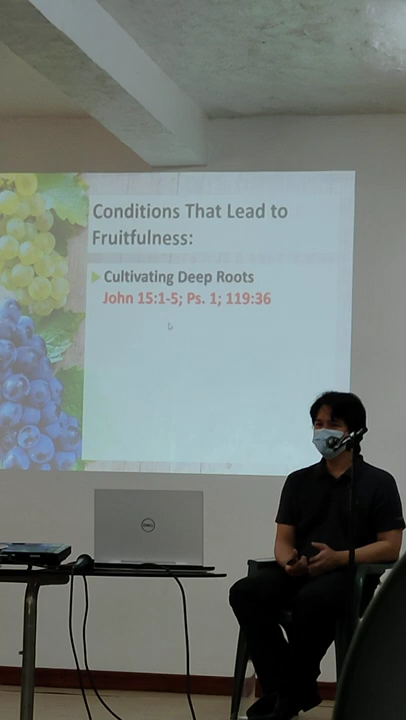 Conditions That Lead to
Fruitfulness:
Cultivating Deep Roots
John 15:1-5; Ps. 1; 119:36
DELL